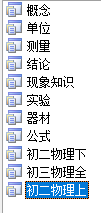 概念
单位
测量
结论
现象知识
实验
器材
公式
初二物理下
初三物理全
初二物理上